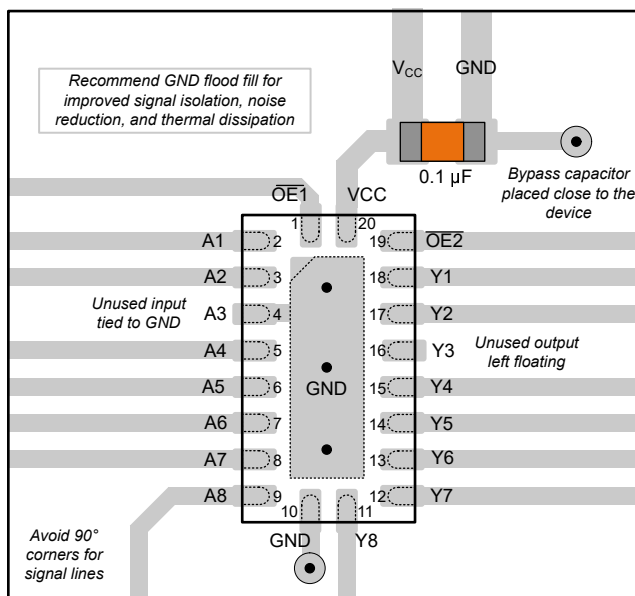 Recommend GND flood fill for
improved signal isolation, noise
reduction, and thermal dissipation
VCC GND
0.1 μF
Bypass capacitor
placed close to the
device
OE1 VCC
1 20
A1 2 19 OE2
A2 3 18 Y1
Unused input
tied to GND
A3 4 17 Y2
A4 5 16 Y3
Unused output
left floating
A5 6 GND 15 Y4
A6 7 14 Y5
A7 8 13 Y6
A8 9 12 Y7
10 11
GND Y8
Avoid 90°
corners for
signal lines